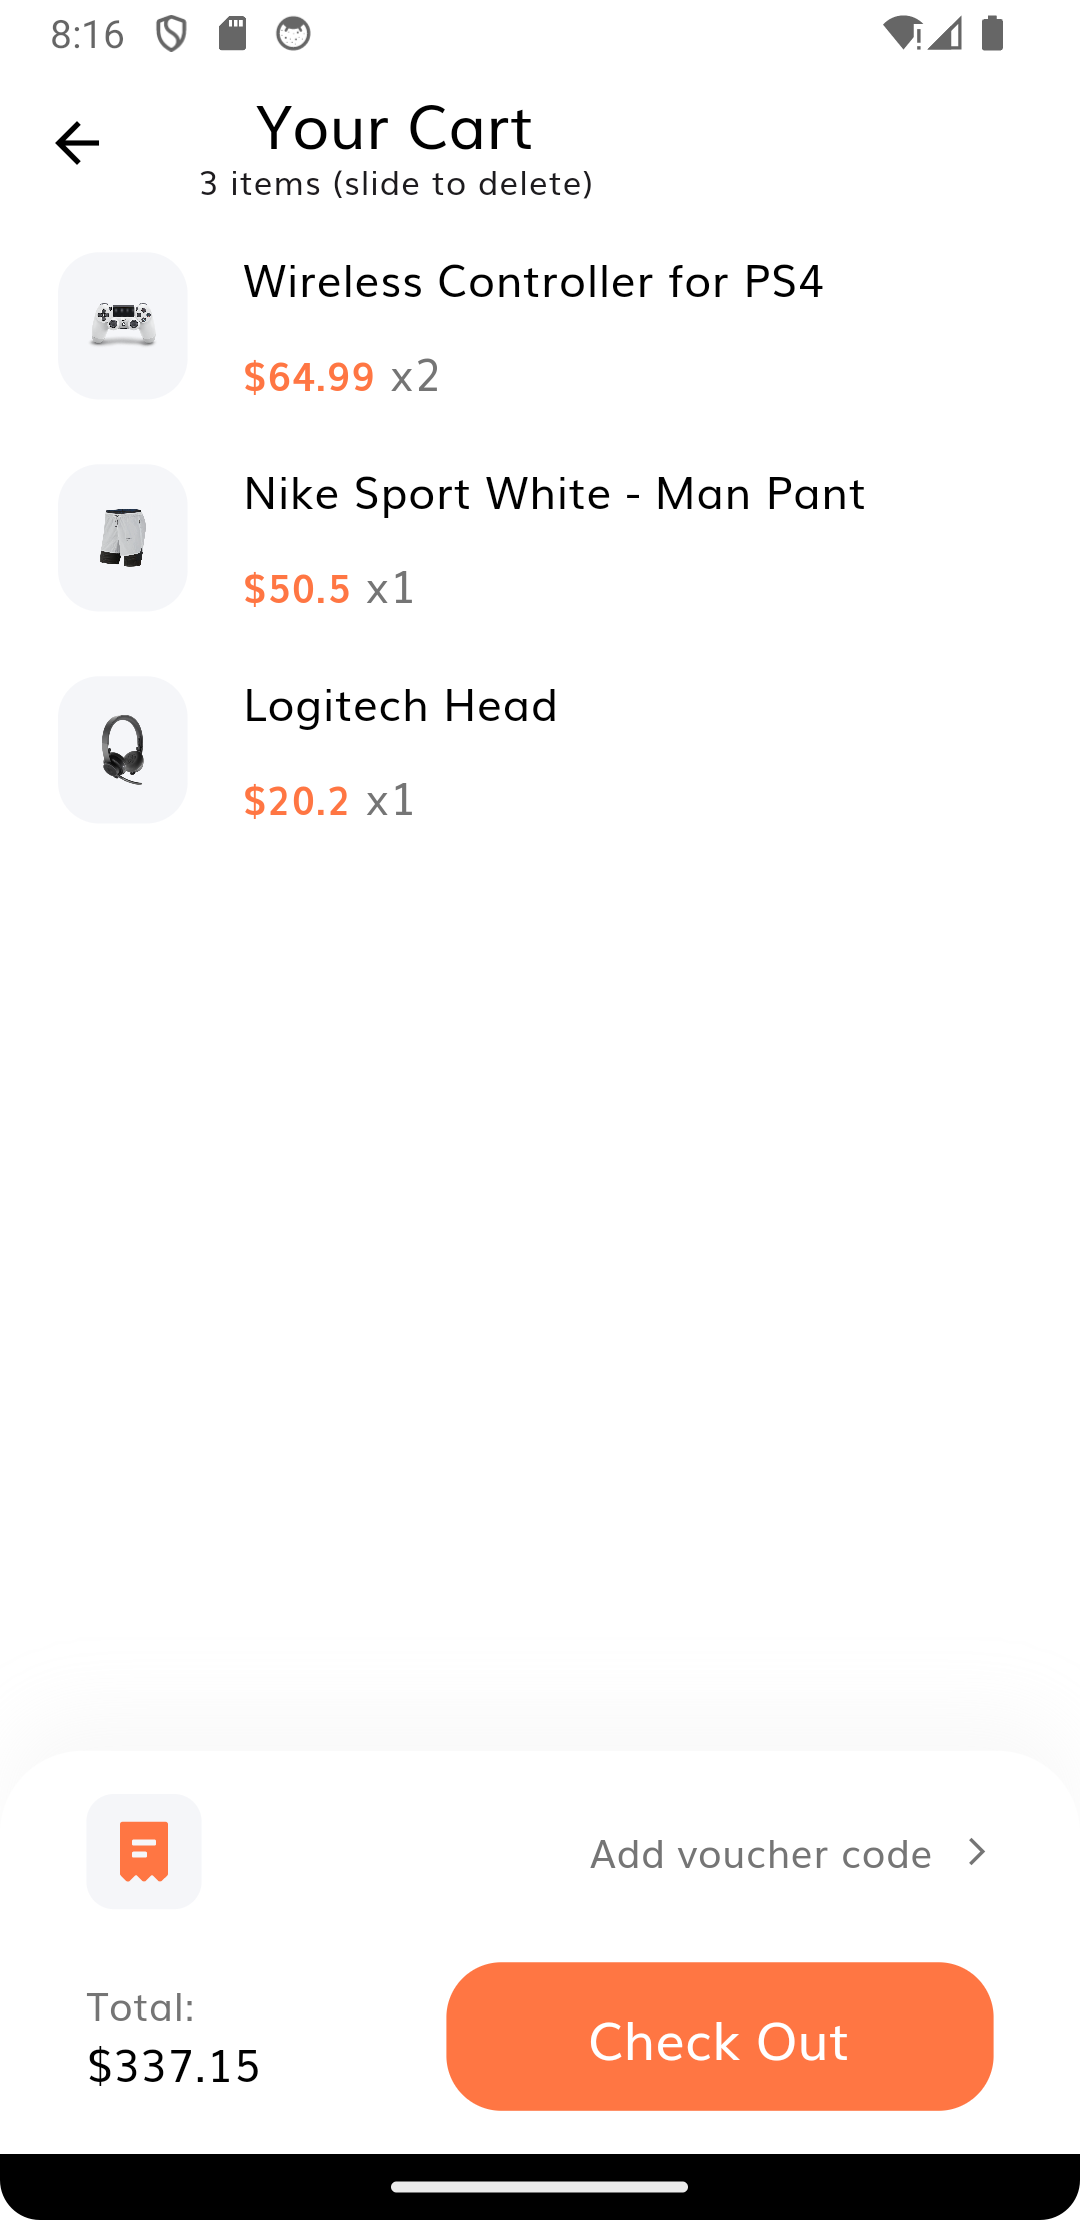 8:16
Your Cart
3 items (slide to delete)
Wireless Controller for PS4
$64.99 x2
Nike Sport White - Man Pant
$50.5 x1
Logitech Head
$20.2 x1
Add voucher code
Total:
$337.15
Check Out